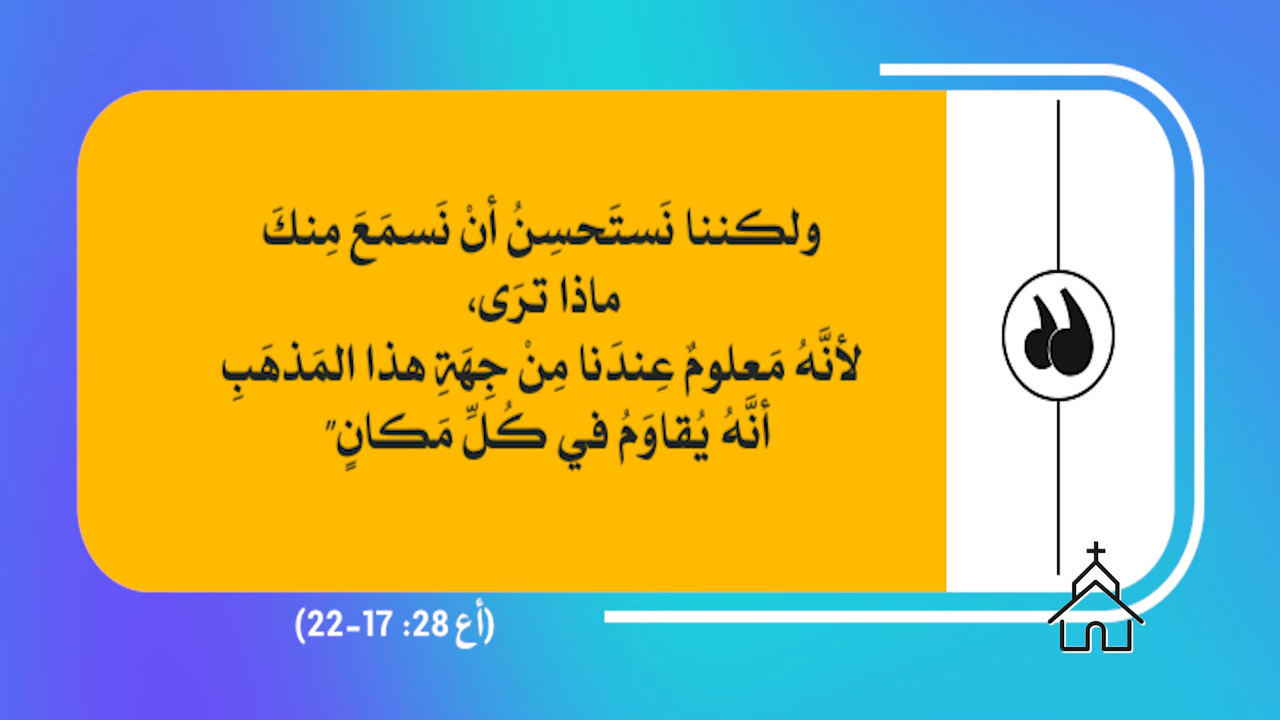 ولكننا نَستَحسِنُ أنْ نَسمَعَ مِنكَ
ماذا ترَى،
لأنَّهُ مَعلومٌ عِندَنا مِنْ جِهَةِ هذا المَذهَبِ
أنَّهُ يُقاوَمُ في كُلِّ مَكانٍ"
(أع 28: 17-22)